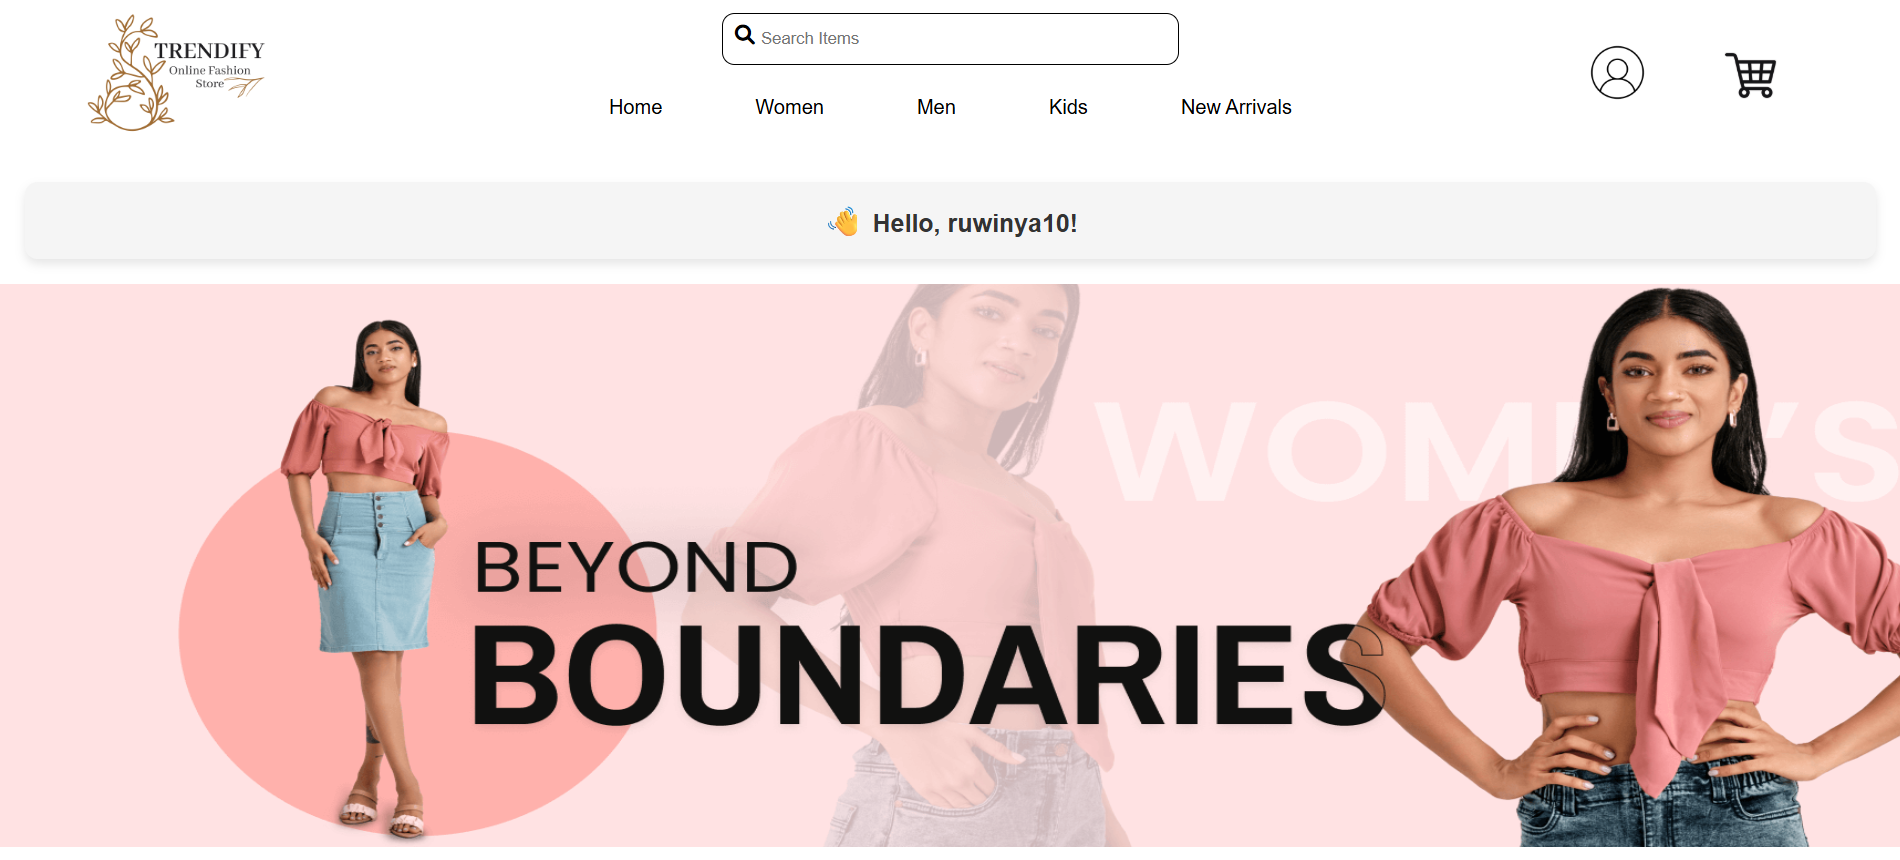 TRENDIFY
Online Fashion
Store
Search Items
Home
Women
Men
Kids
New Arrivals
👋 Hello, ruwinya10!
BEYOND
BOUNDARIES